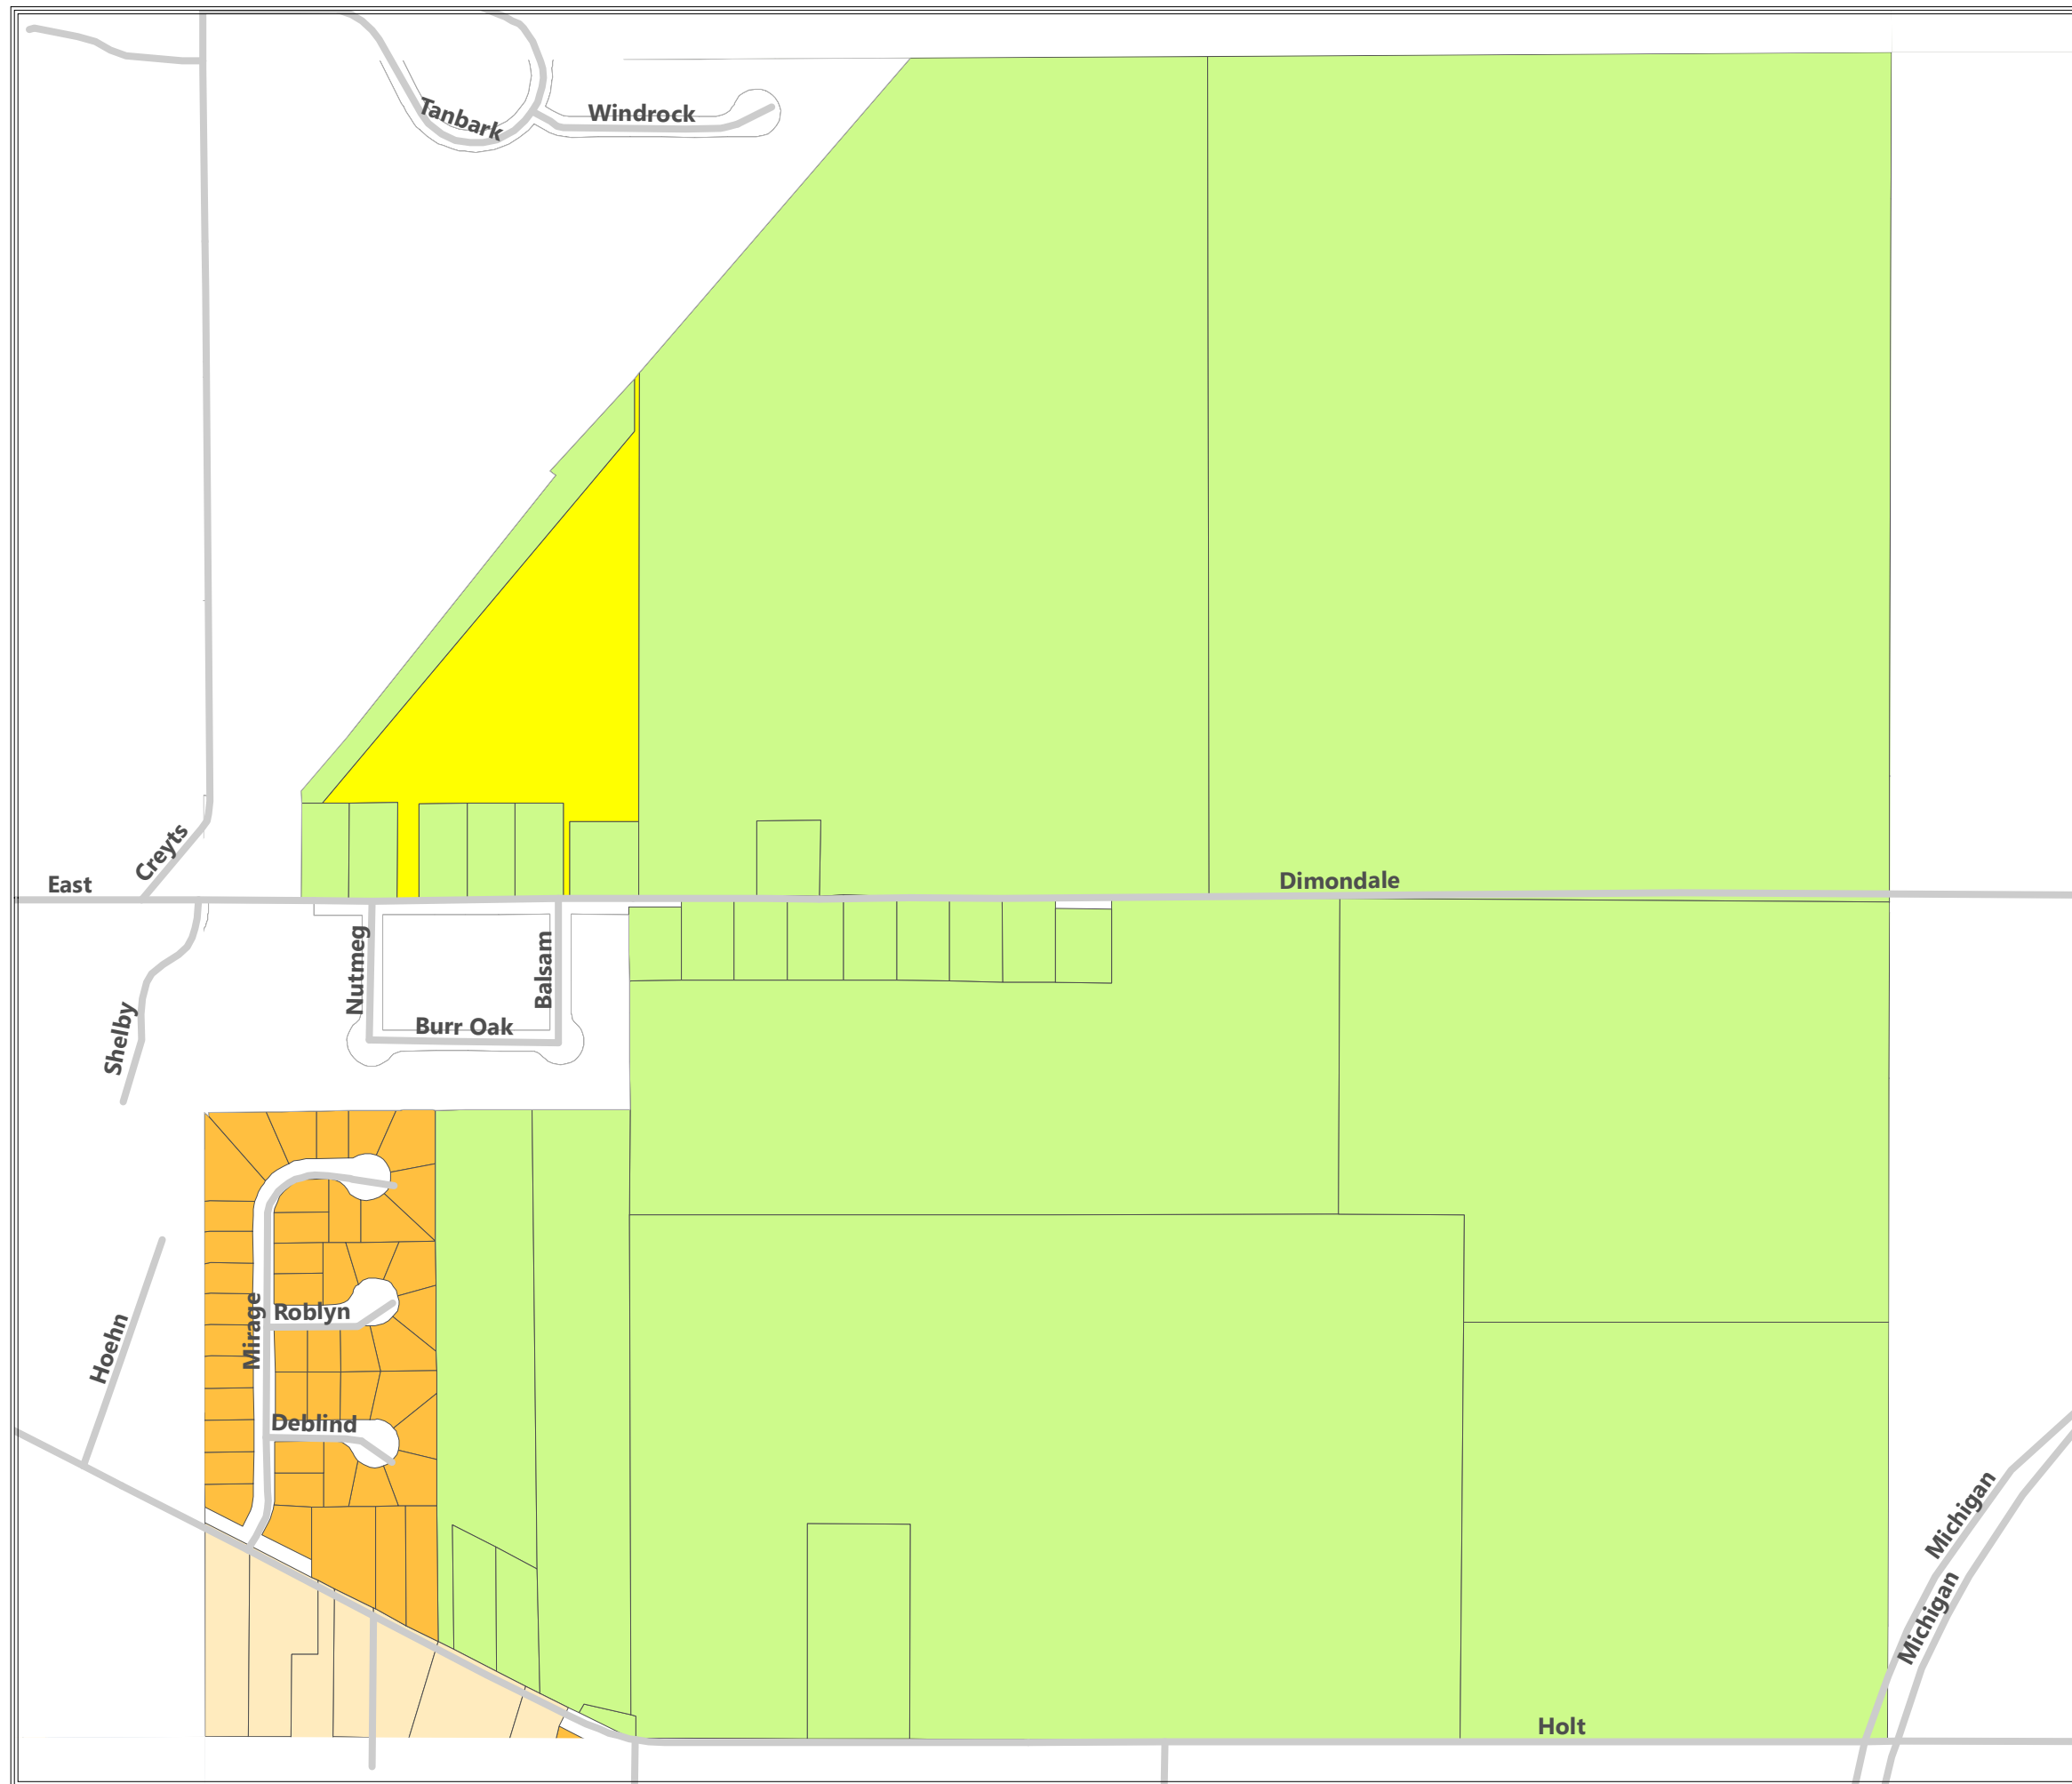 Tanbark
Windrock
Creyts
East
Dimondale
Nutmeg
Balsam
Burr Oak
Shelby
Mirage
Roblyn
Hoehn
Deblind
Michigan
Michigan
Holt